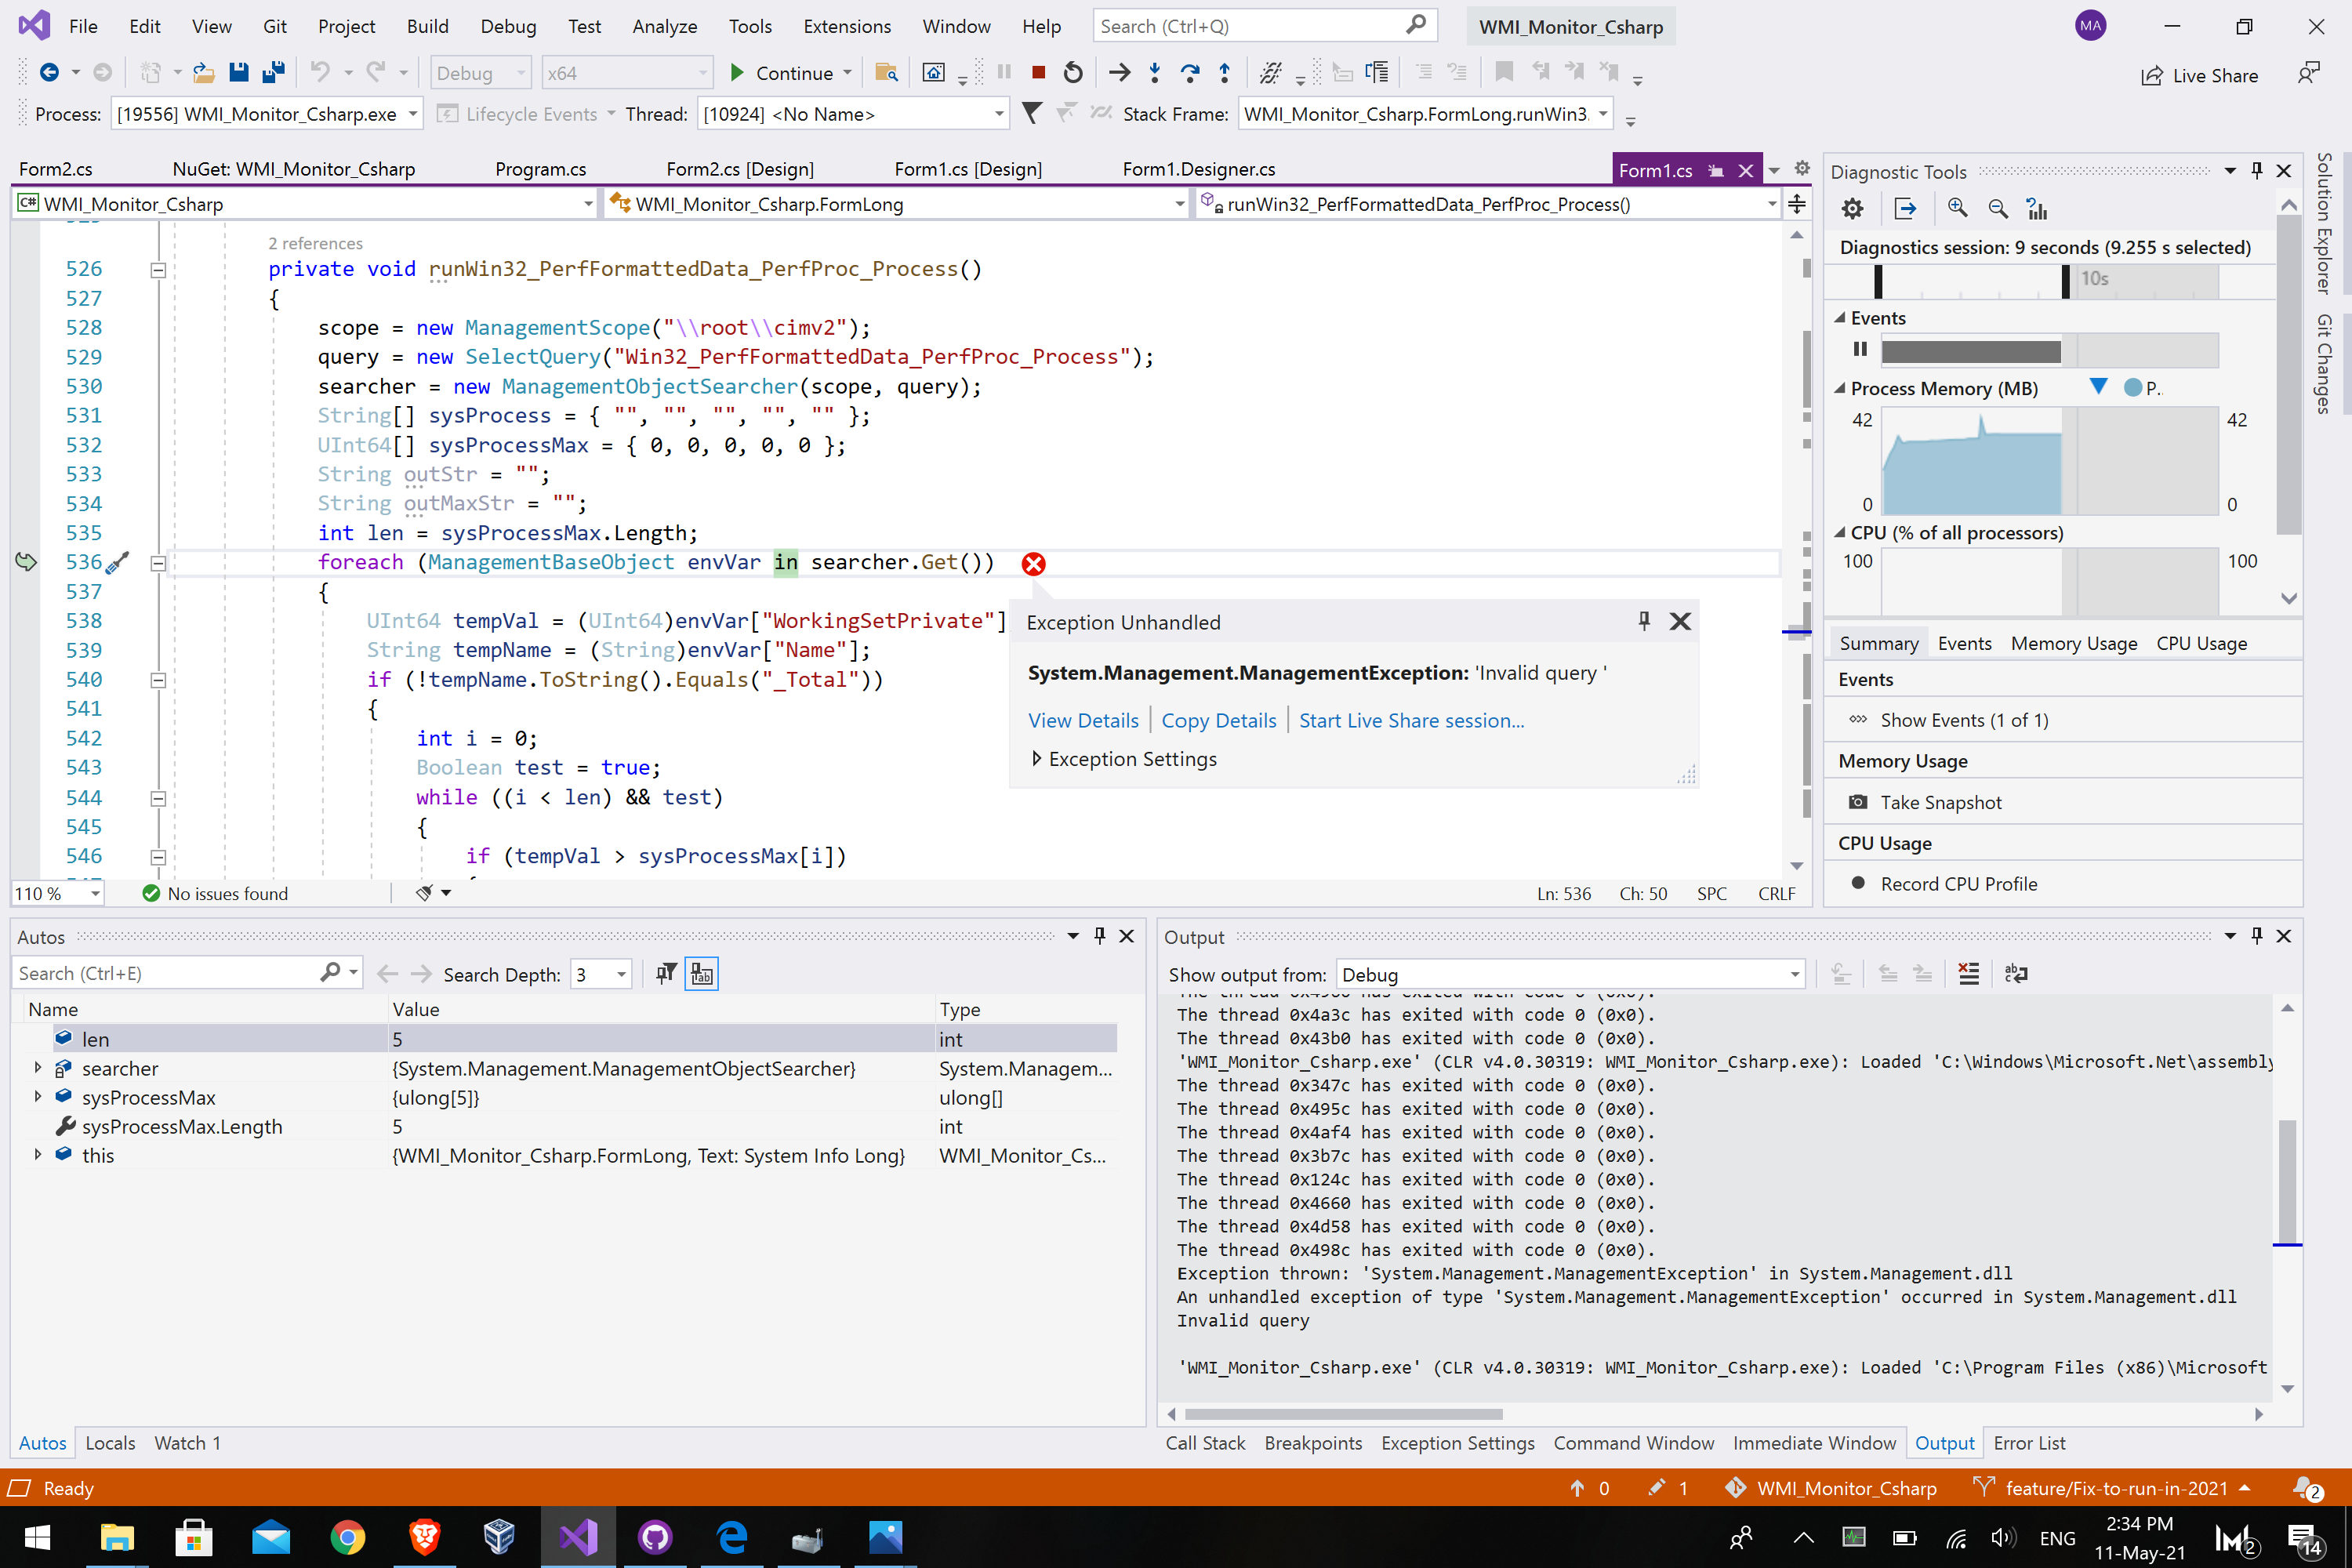 File Edit View Git Project Build Debug Test Analyze Tools Extensions Window Help Search (Ctrl+Q) WMI_Monitor_Csharp MA
Debug x64 Continue Live Share
Process: [19556] WMI_Monitor_Csharp.exe Lifecycle Events Thread: [10924] <No Name> Stack Frame: WMI_Monitor_Csharp.FormLong.runWin3
Form2.cs NuGet: WMI_Monitor_Csharp Program.cs Form2.cs [Design] Form1.cs [Design] Form1.Designer.cs Form1.cs
C# WMI_Monitor_Csharp WMI_Monitor_Csharp.FormLong runWin32_PerfFormattedData_PerfProc_Process()
2 references
526 private void runWin32_PerfFormattedData_PerfProc_Process()
527 {
528 scope = new ManagementScope("\\root\\cimv2");
529 query = new SelectQuery("Win32_PerfFormattedData_PerfProc_Process");
530 searcher = new ManagementObjectSearcher(scope, query);
531 String[] sysProcess = { "", "", "", "", "" };
532 UInt64[] sysProcessMax = { 0, 0, 0, 0, 0 };
533 String outStr = "";
534 String outMaxStr = "";
535 int len = sysProcessMax.Length;
536 foreach (ManagementBaseObject envVar in searcher.Get())
537 {
538 UInt64 tempVal = (UInt64)envVar["WorkingSetPrivate"]
539 String tempName = (String)envVar["Name"];
540 if (!tempName.ToString().Equals("_Total"))
541 {
542 int i = 0;
543 Boolean test = true;
544 while ((i < len) && test)
545 {
546 if (tempVal > sysProcessMax[i])
Exception Unhandled
System.Management.ManagementException: 'Invalid query '
View Details Copy Details Start Live Share session...
Exception Settings
110 % No issues found Ln: 536 Ch: 50 SPC CRLF
Diagnostic Tools
Diagnostics session: 9 seconds (9.255 s selected)
10s
Events
Process Memory (MB) P..
42 42
0 0
CPU (% of all processors)
100 100
Summary Events Memory Usage CPU Usage
Events
Show Events (1 of 1)
Memory Usage
Take Snapshot
CPU Usage
Record CPU Profile
Solution Explorer
Git Changes
Autos
Search (Ctrl+E) Search Depth: 3
Name Value Type
len 5 int
searcher {System.Management.ManagementObjectSearcher} System.Managem...
sysProcessMax {ulong[5]} ulong[]
sysProcessMax.Length 5 int
this {WMI_Monitor_Csharp.FormLong, Text: System Info Long} WMI_Monitor_Cs...
Autos Locals Watch 1
Output
Show output from: Debug
The thread 0x4a3c has exited with code 0 (0x0).
The thread 0x43b0 has exited with code 0 (0x0).
'WMI_Monitor_Csharp.exe' (CLR v4.0.30319: WMI_Monitor_Csharp.exe): Loaded 'C:\Windows\Microsoft.Net\assembly
The thread 0x347c has exited with code 0 (0x0).
The thread 0x495c has exited with code 0 (0x0).
The thread 0x4af4 has exited with code 0 (0x0).
The thread 0x3b7c has exited with code 0 (0x0).
The thread 0x124c has exited with code 0 (0x0).
The thread 0x4660 has exited with code 0 (0x0).
The thread 0x4d58 has exited with code 0 (0x0).
The thread 0x498c has exited with code 0 (0x0).
Exception thrown: 'System.Management.ManagementException' in System.Management.dll
An unhandled exception of type 'System.Management.ManagementException' occurred in System.Management.dll
Invalid query
'WMI_Monitor_Csharp.exe' (CLR v4.0.30319: WMI_Monitor_Csharp.exe): Loaded 'C:\Program Files (x86)\Microsoft
Call Stack Breakpoints Exception Settings Command Window Immediate Window Output Error List
Ready 0 1 WMI_Monitor_Csharp feature/Fix-to-run-in-2021 2
ENG 2:34 PM 2 14
11-May-21